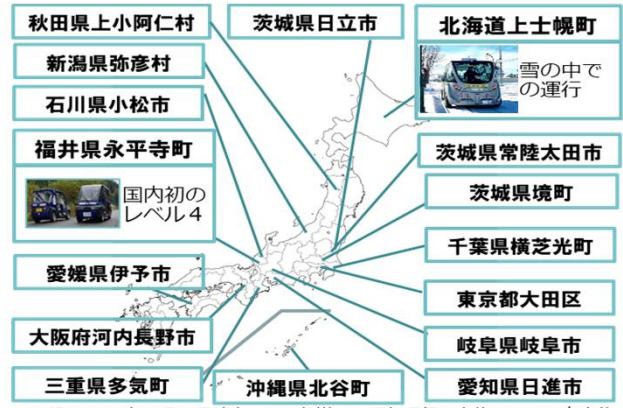 秋田県上小阿仁村
茨城県日立市
北海道上士幌町
雪の中で
の運行
新潟県弥彦村
石川県小松市
福井県永平寺町
国内初の
レベル4
茨城県常陸太田市
茨城県境町
千葉県横芝光町
愛媛県伊予市
東京都大田区
大阪府河内長野市
岐阜県岐阜市
三重県多気町
沖縄県北谷町
愛知県日進市